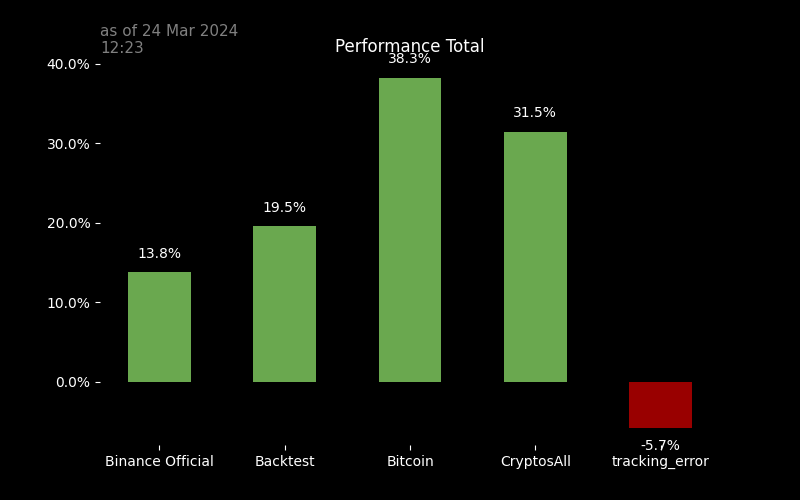 as of 24 Mar 2024
12:23
Performance Total
40.0%
30.0%
20.0%
10.0%
0.0%
13.8%
19.5%
38.3%
31.5%
-5.7%
Binance Official
Backtest
Bitcoin
CryptosAll
tracking_error